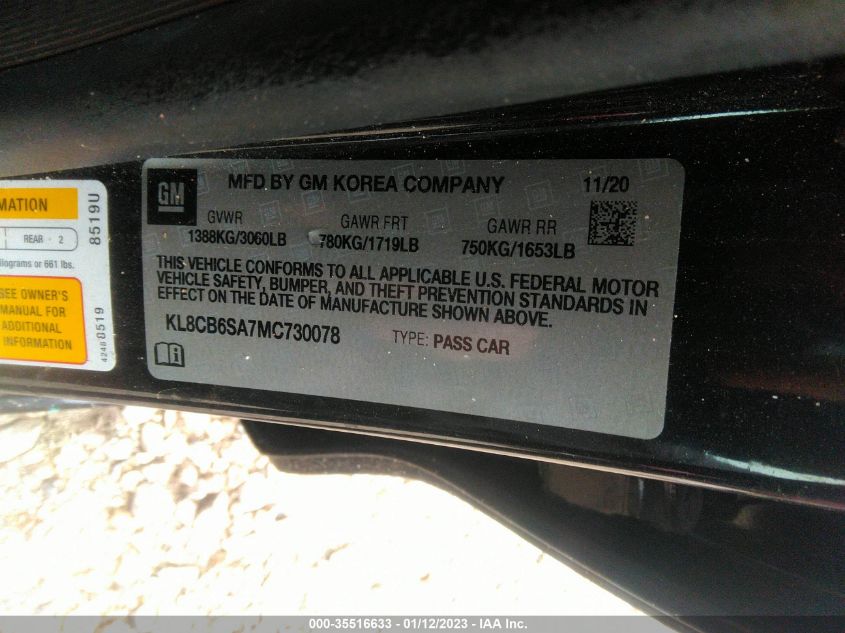 GM
MFD BY GM KOREA COMPANY 11/20
GVWR GAWR FRT GAWR RR
1388KG/3060LB 780KG/1719LB 750KG/1653LB
THIS VEHICLE CONFORMS TO ALL APPLICABLE U.S. FEDERAL MOTOR
VEHICLE SAFETY, BUMPER, AND THEFT PREVENTION STANDARDS IN
EFFECT ON THE DATE OF MANUFACTURE SHOWN ABOVE.
KL8CB6SA7MC730078 TYPE: PASS CAR
MATION
REAR · 2
kilograms or 661 lbs.
SEE OWNER'S
MANUAL FOR
ADDITIONAL
INFORMATION
8519U
42488519
000-35516633 - 01/12/2023 - IAA Inc.